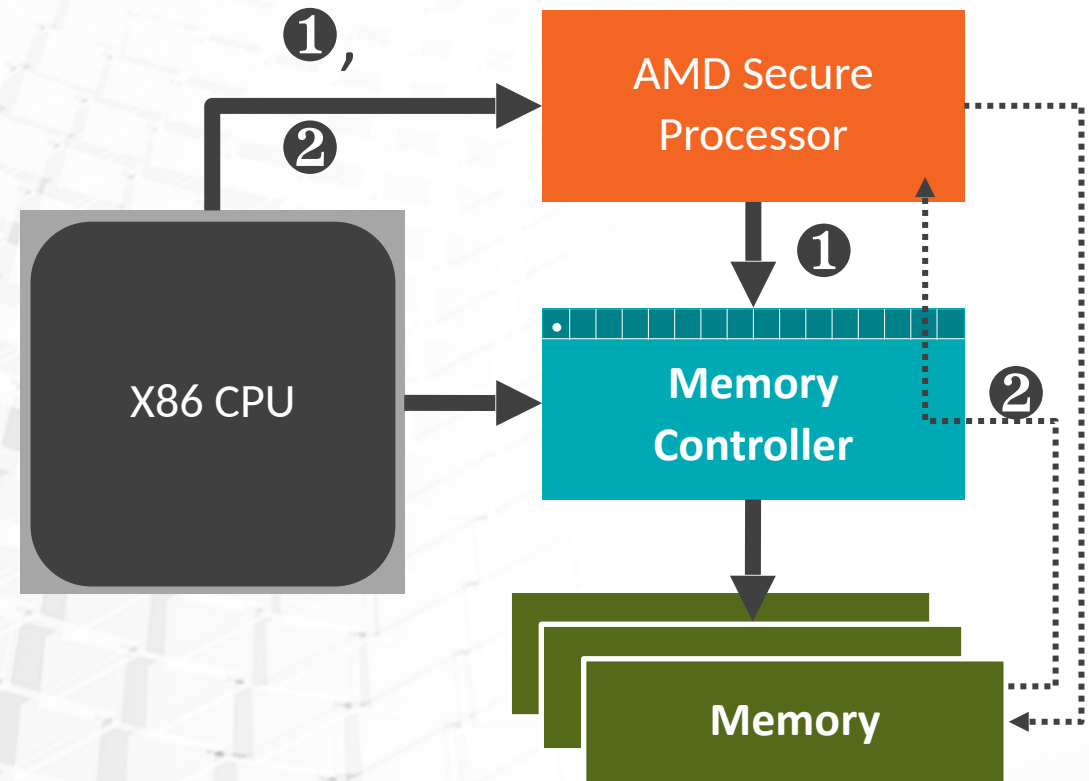 ❶,
❷
AMD Secure
Processor
❶
X86 CPU
Memory
Controller
❷
Memory